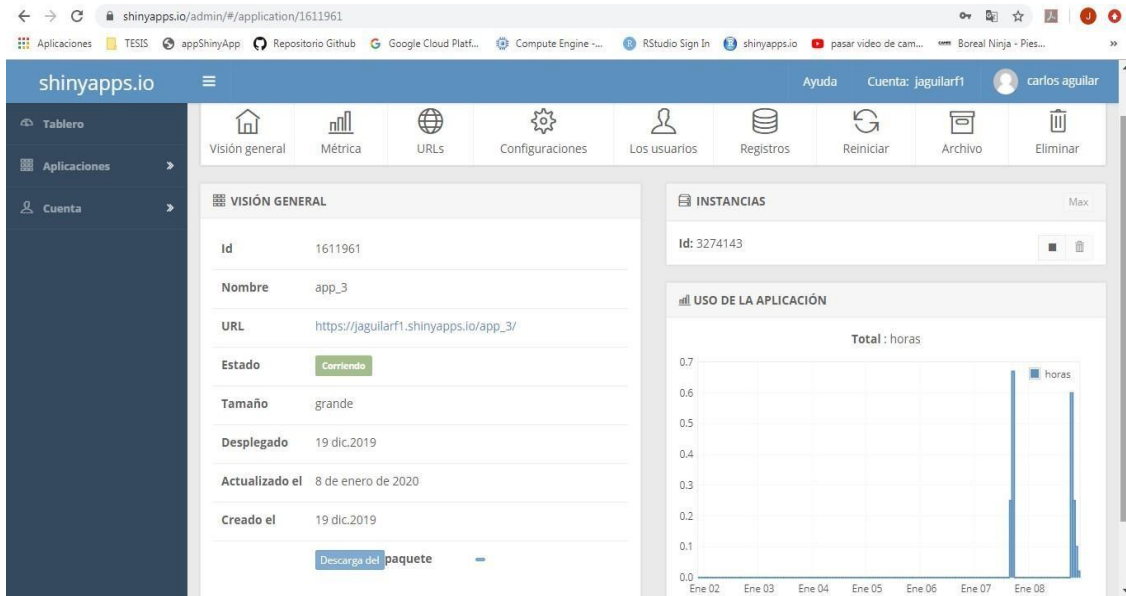 shinyapps.io/admin/#/application/1611961
Aplicaciones TESIS appShinyApp Repositorio Github Google Cloud Platf... Compute Engine -... RStudio Sign In shinyapps.io pasar video de cam... Boreal Ninja - Pies... »
shinyapps.io Ayuda Cuenta: jaguilarf1 carlos aguilar
Tablero
Aplicaciones
Cuenta
Visión general Métrica URLs Configuraciones Los usuarios Registros Reiniciar Archivo Eliminar
VISIÓN GENERAL
Id 1611961
Nombre app_3
URL https://jaguilarf1.shinyapps.io/app_3/
Estado Corriendo
Tamaño grande
Desplegado 19 dic.2019
Actualizado el 8 de enero de 2020
Creado el 19 dic.2019
Descarga del paquete
INSTANCIAS Max
Id: 3274143
USO DE LA APLICACIÓN
Total : horas
horas
0.7
0.6
0.5
0.4
0.3
0.2
0.1
0.0
Ene 02 Ene 03 Ene 04 Ene 05 Ene 06 Ene 07 Ene 08